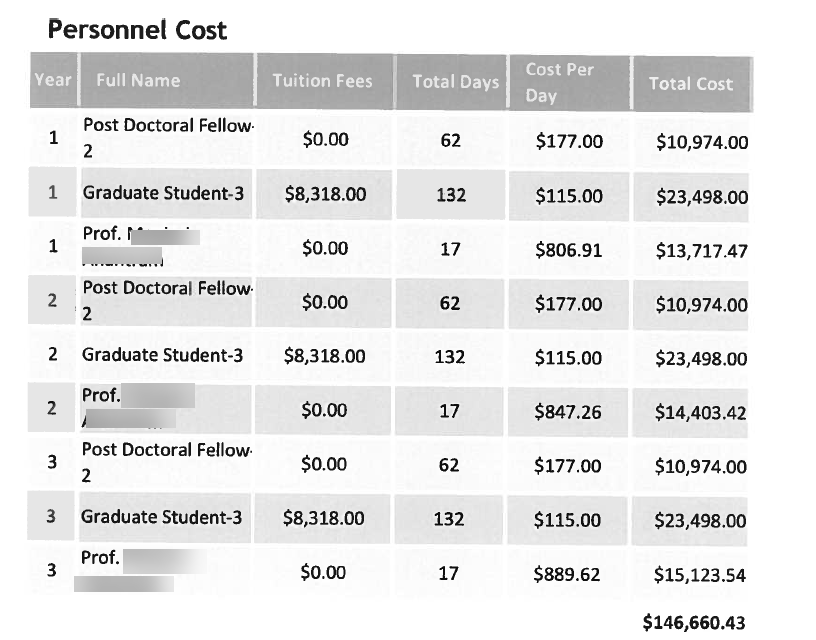 Personnel Cost
Year Full Name Tuition Fees Total Days Cost Per Day Total Cost
1 Post Doctoral Fellow-2 $0.00 62 $177.00 $10,974.00
1 Graduate Student-3 $8,318.00 132 $115.00 $23,498.00
1 Prof. $0.00 17 $806.91 $13,717.47
2 Post Doctoral Fellow-2 $0.00 62 $177.00 $10,974.00
2 Graduate Student-3 $8,318.00 132 $115.00 $23,498.00
2 Prof. $0.00 17 $847.26 $14,403.42
3 Post Doctoral Fellow-2 $0.00 62 $177.00 $10,974.00
3 Graduate Student-3 $8,318.00 132 $115.00 $23,498.00
3 Prof. $0.00 17 $889.62 $15,123.54
$146,660.43